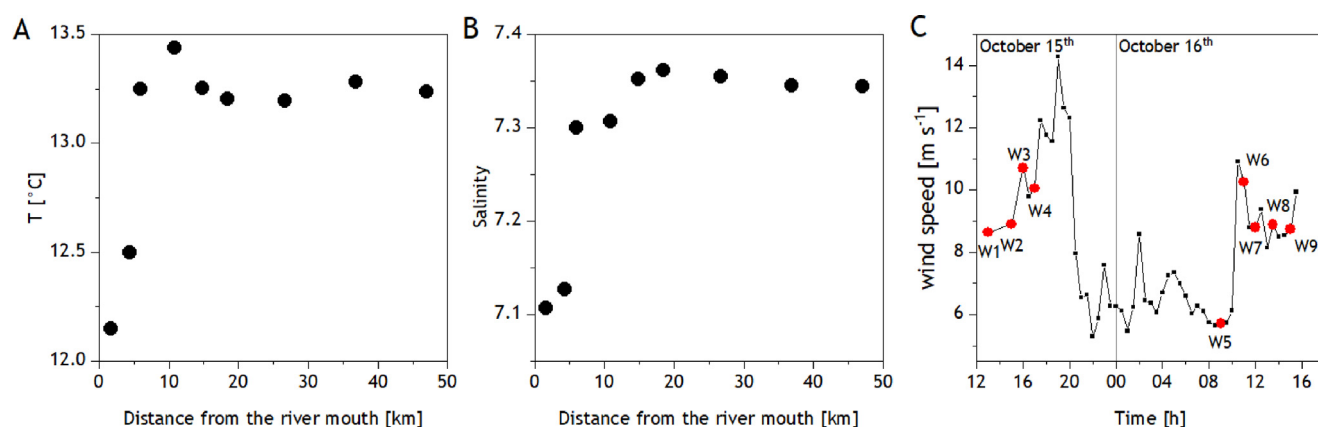 A
13.5
13.0
12.5
12.0
T [°C]
0 10 20 30 40 50
Distance from the river mouth [km]
B
7.4
7.3
7.2
7.1
Salinity
0 10 20 30 40 50
Distance from the river mouth [km]
C
October 15th October 16th
14
12
10
8
6
wind speed [m s-1]
W1
W2
W3
W4
W5
W6
W7
W8
W9
12 16 20 00 04 08 12 16
Time [h]